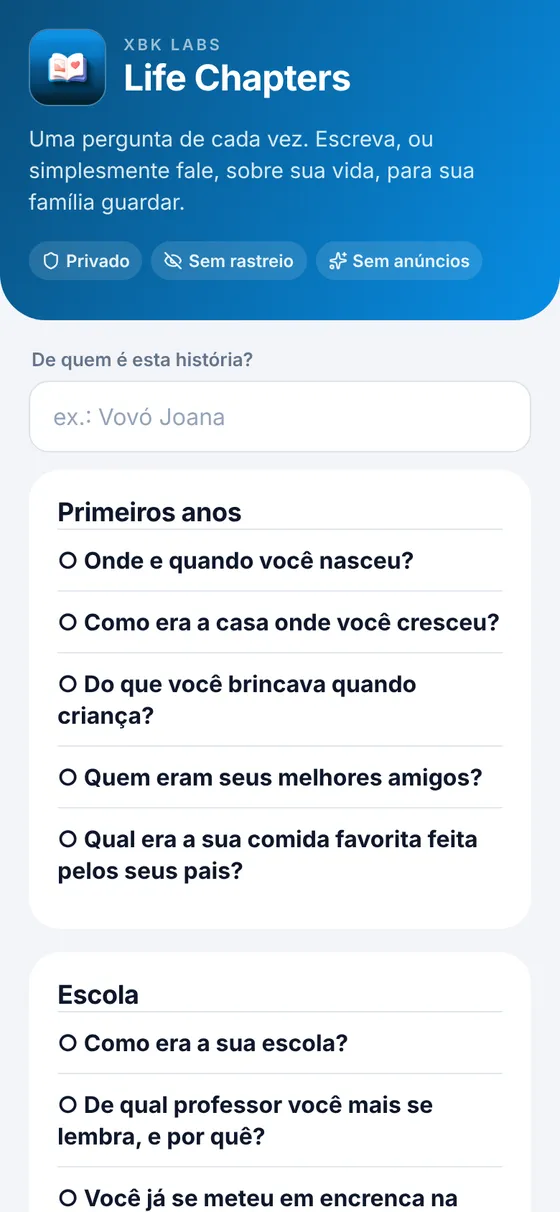 XBK LABS
Life Chapters
Uma pergunta de cada vez. Escreva, ou
simplesmente fale, sobre sua vida, para sua
família guardar.
Privado
Sem rastreio
Sem anúncios
De quem é esta história?
ex.: Vovó Joana
Primeiros anos
Onde e quando você nasceu?
Como era a casa onde você cresceu?
Do que você brincava quando
criança?
Quem eram seus melhores amigos?
Qual era a sua comida favorita feita
pelos seus pais?
Escola
Como era a sua escola?
De qual professor você mais se
lembra, e por quê?
Você já se meteu em encrenca na